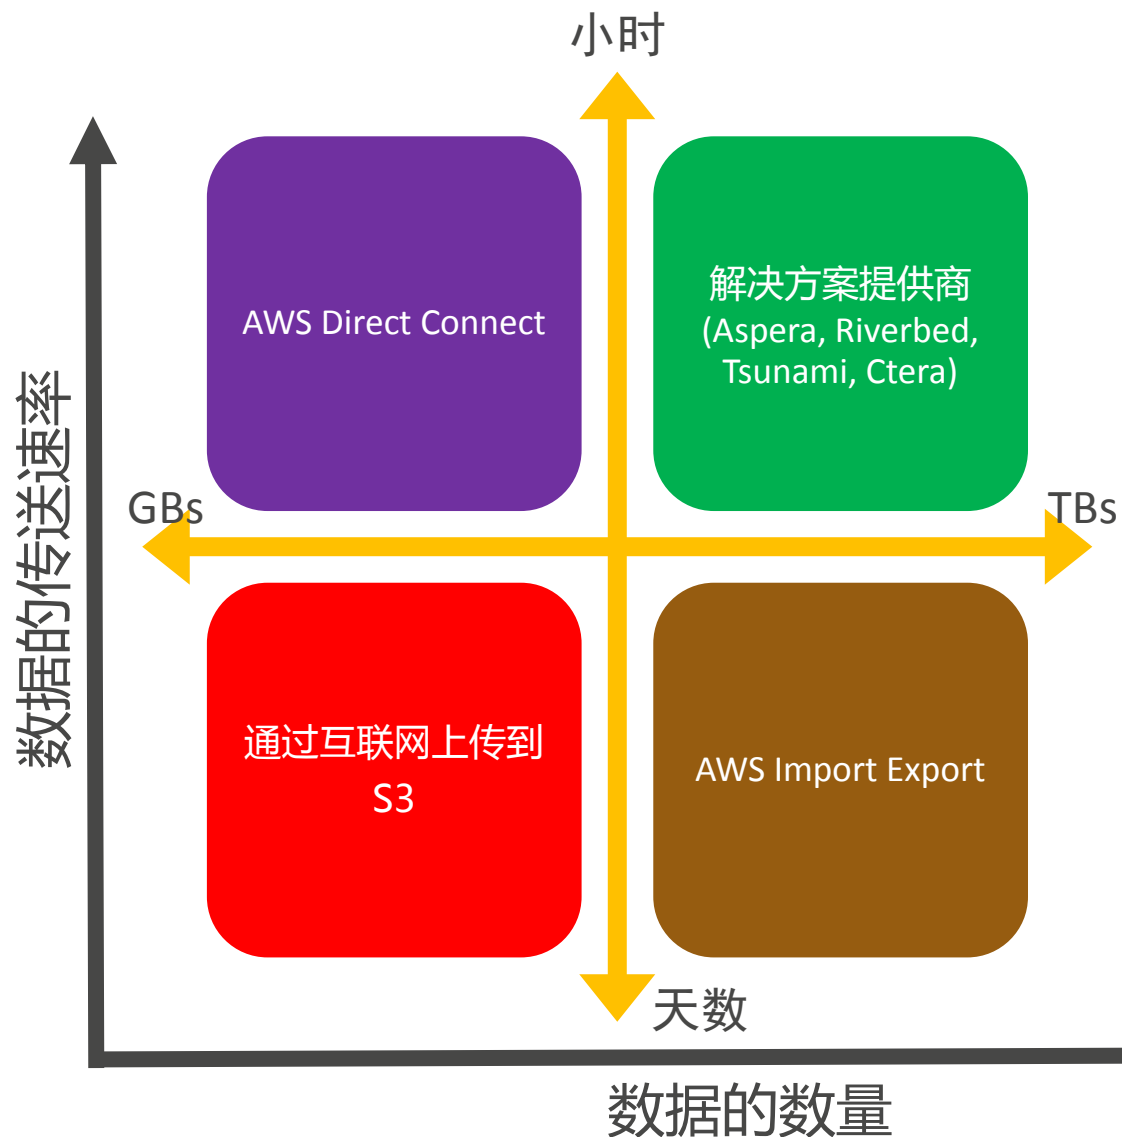 小时
AWS Direct Connect
解决方案提供商
(Aspera, Riverbed,
Tsunami, Ctera)
数据的传送速率
GBs
TBs
通过互联网上传到
S3
AWS Import Export
天数
数据的数量